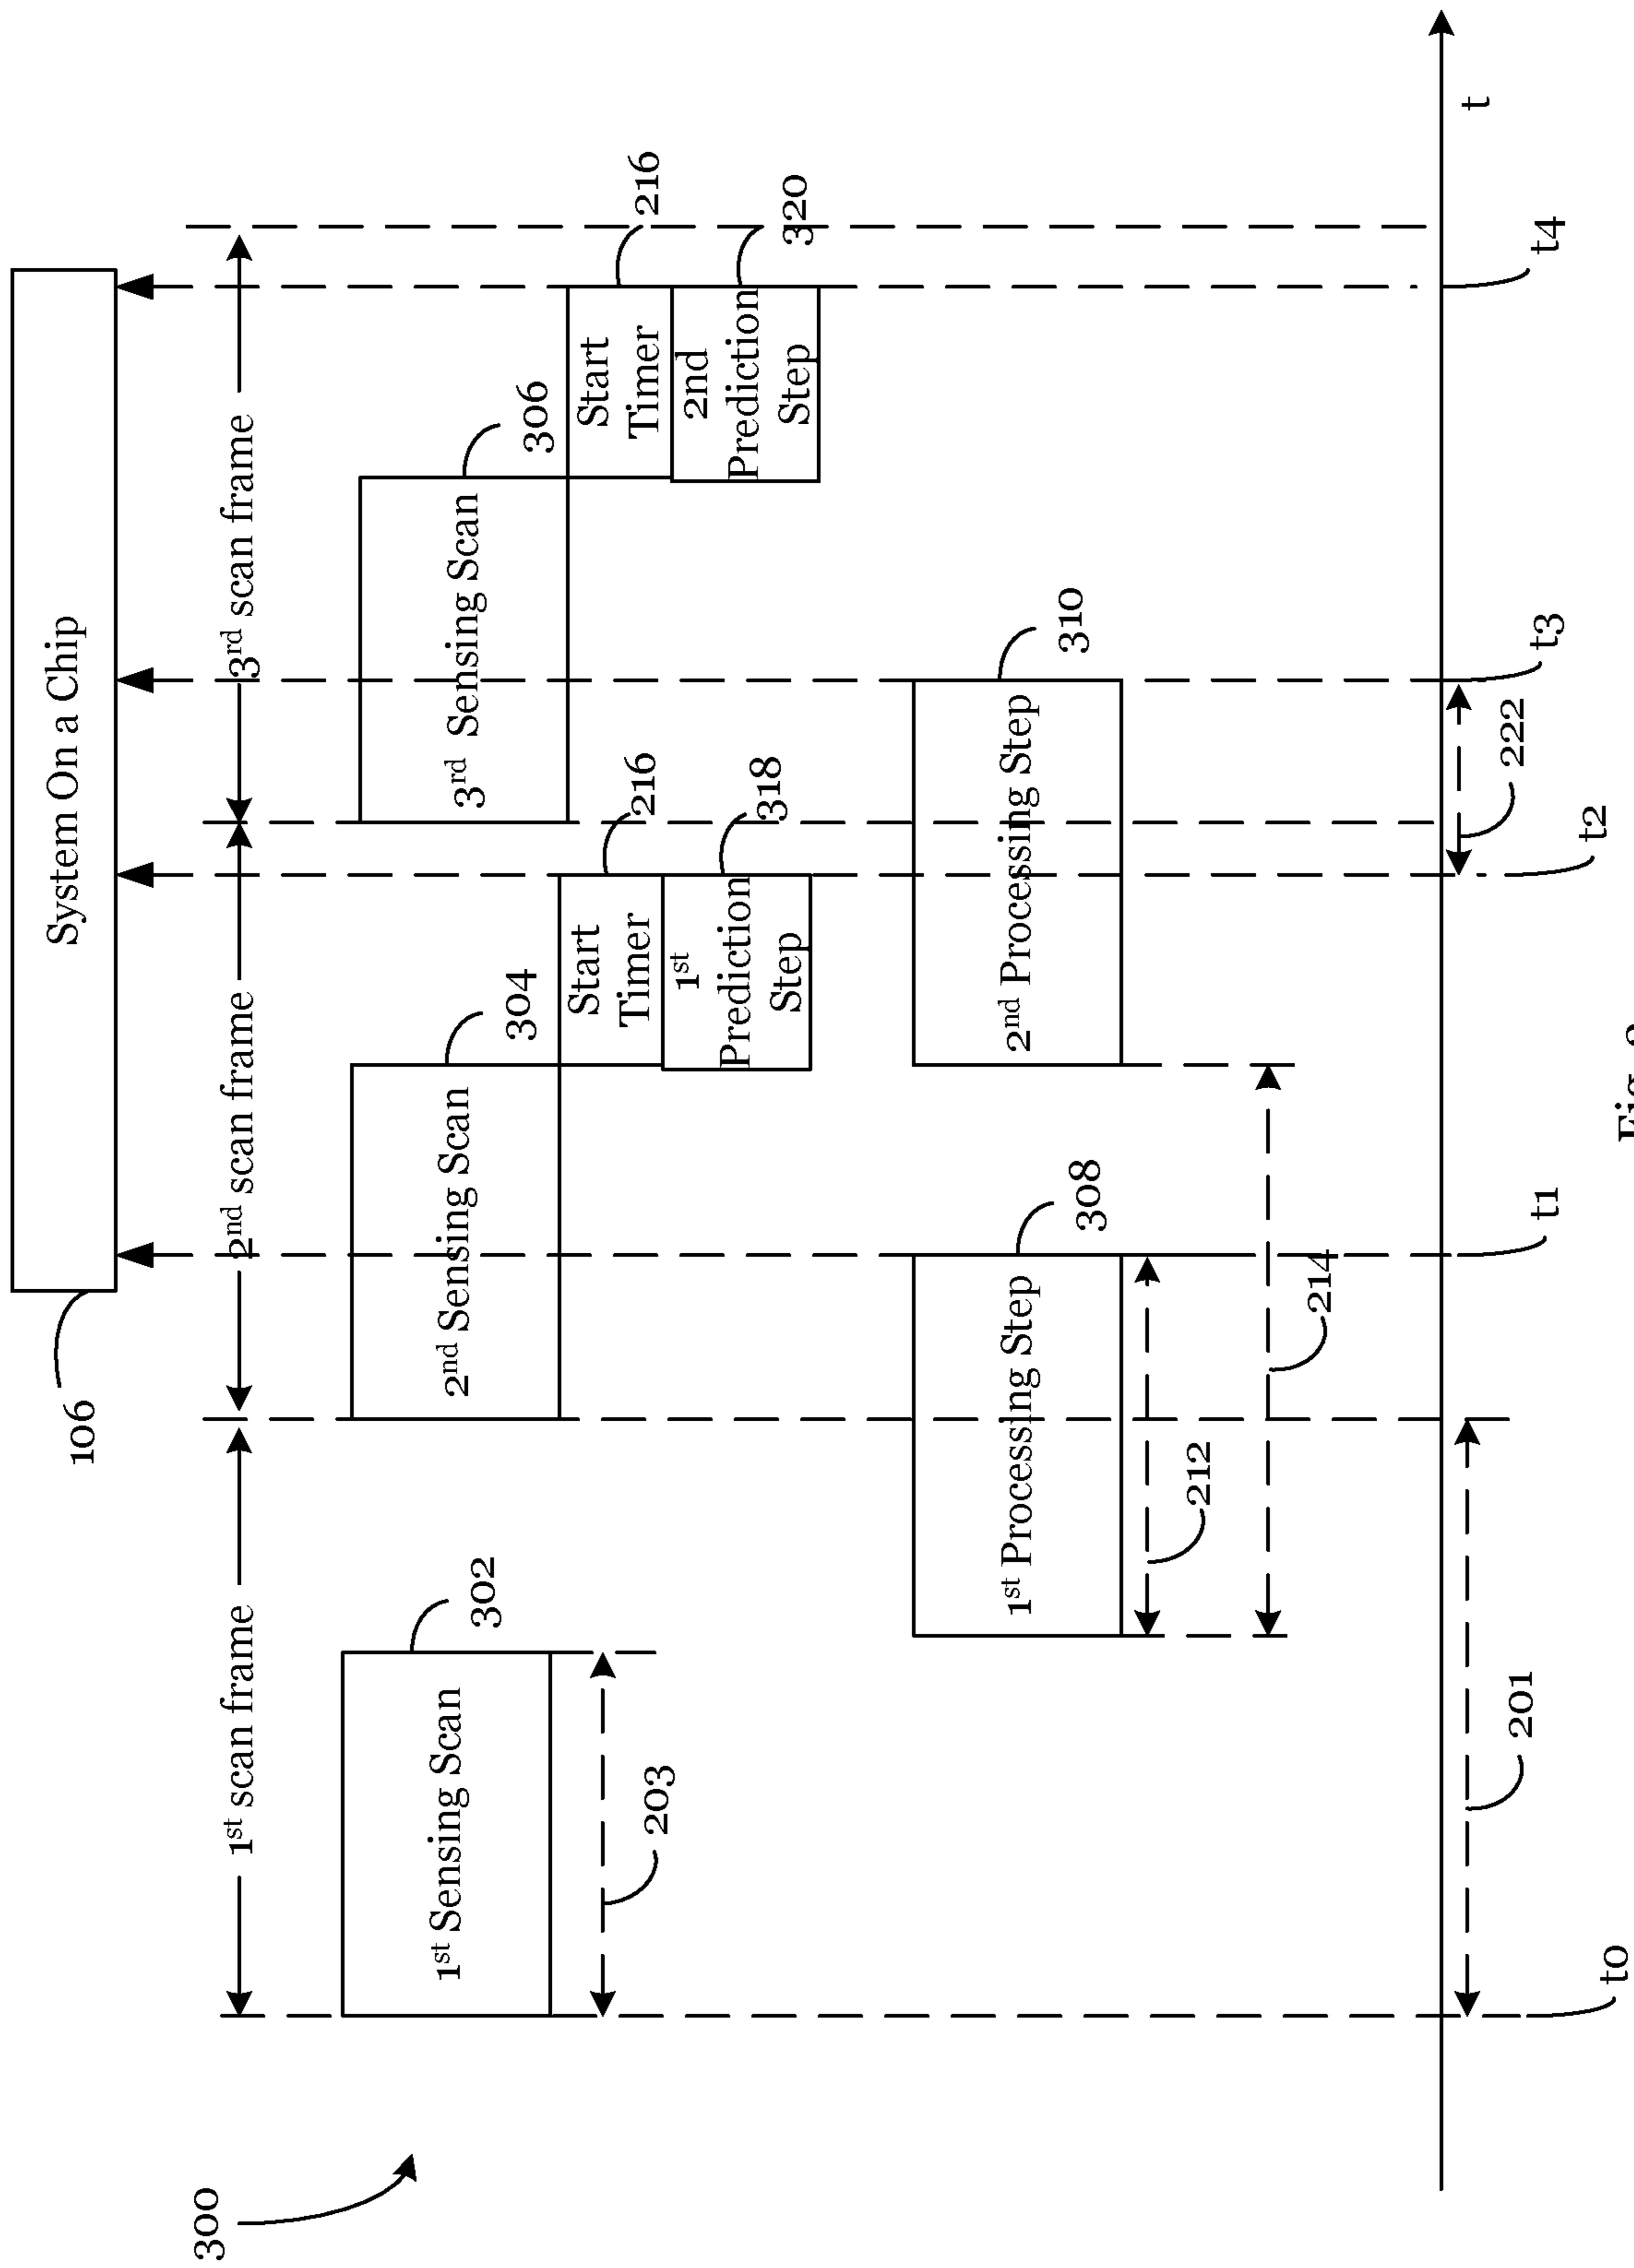 300
106
System On a Chip
1st scan frame
2nd scan frame
3rd scan frame
302
1st Sensing Scan
203
304
2nd Sensing Scan
306
3rd Sensing Scan
216
Start
Timer
318
1st
Prediction
Step
216
Start
Timer
320
2nd
Prediction
Step
308
1st Processing Step
212
214
310
2nd Processing Step
t
222
201
t0
t1
t2
t3
t4